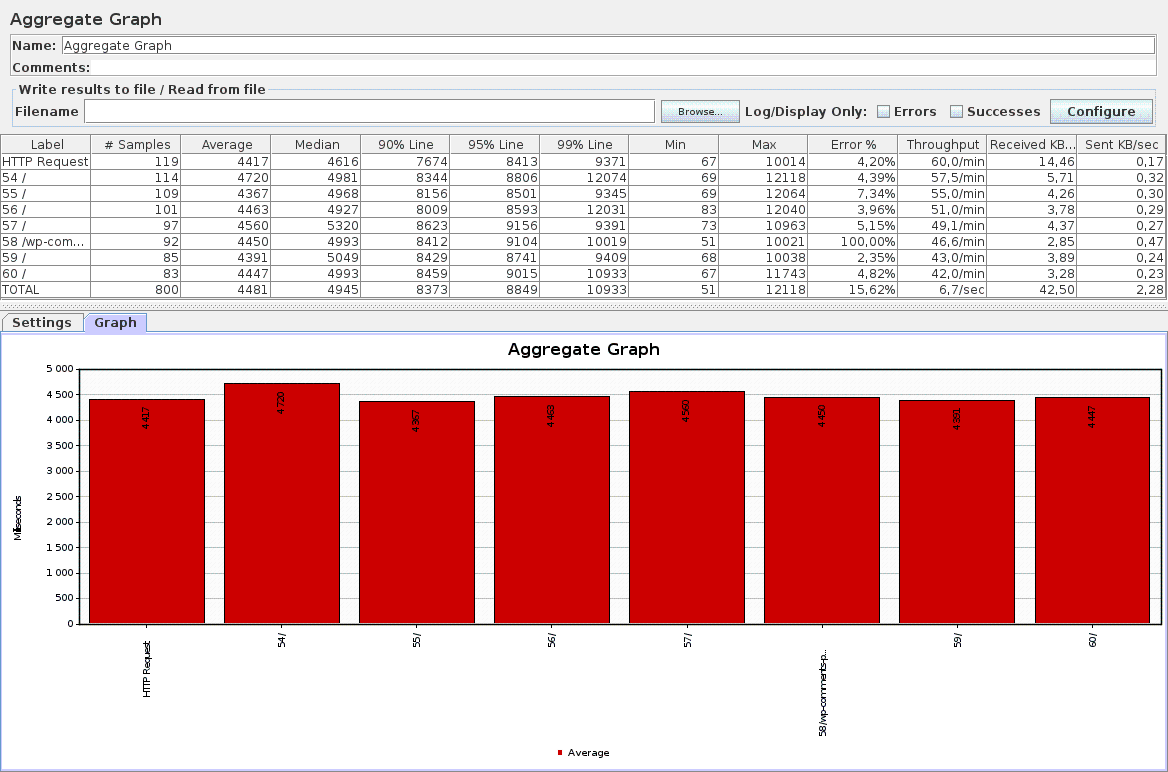 Aggregate Graph
Name: Aggregate Graph
Comments:
Write results to file / Read from file
Filename Browse... Log/Display Only: Errors Successes Configure
Label # Samples Average Median 90% Line 95% Line 99% Line Min Max Error % Throughput Received KB... Sent KB/sec
HTTP Request 119 4417 4616 7674 8413 9371 67 10014 4,20% 60,0/min 14,46 0,17
54 / 114 4720 4981 8344 8806 12074 69 12118 4,39% 57,5/min 5,71 0,32
55 / 109 4367 4968 8156 8501 9345 69 12064 7,34% 55,0/min 4,26 0,30
56 / 101 4463 4927 8009 8593 12031 83 12040 3,96% 51,0/min 3,78 0,29
57 / 97 4560 5320 8623 9156 9391 73 10963 5,15% 49,1/min 4,37 0,27
58 /wp-com... 92 4450 4993 8412 9104 10019 51 10021 100,00% 46,6/min 2,85 0,47
59 / 85 4391 5049 8429 8741 9409 68 10038 2,35% 43,0/min 3,89 0,24
60 / 83 4447 4993 8459 9015 10933 67 11743 4,82% 42,0/min 3,28 0,23
TOTAL 800 4481 4945 8373 8849 10933 51 12118 15,62% 6,7/sec 42,50 2,28
Settings Graph
Aggregate Graph
5 000
4 500
4 000
3 500
3 000
2 500
2 000
1 500
1 000
500
0
Milliseconds
4 417 4 720 4 367 4 463 4 560 4 450 4 391 4 447
HTTP Request 54 / 55 / 56 / 57 / 58 /wp-comments-p... 59 / 60 /
Average